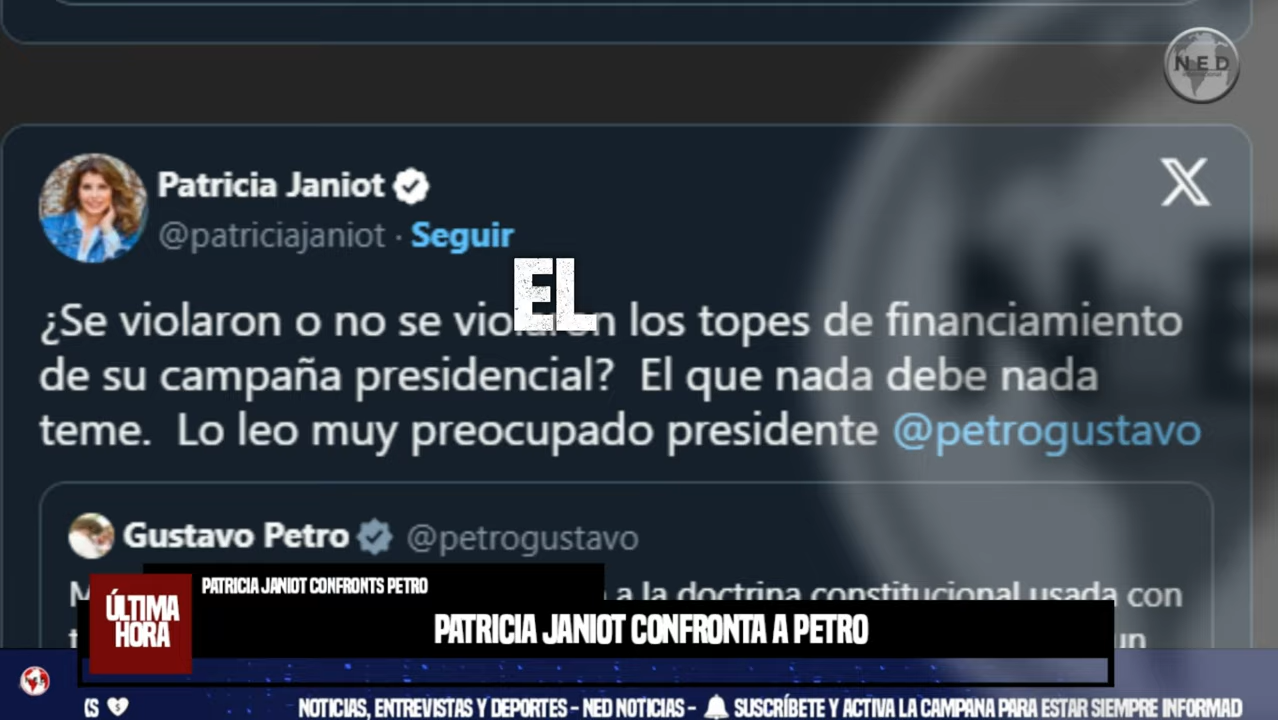 NED
Patricia Janiot
@patriciajaniot · Seguir
EL
¿Se violaron o no se violaron los topes de financiamiento
de su campaña presidencial? El que nada debe nada
teme. Lo leo muy preocupado presidente @petrogustavo
Gustavo Petro @petrogustavo
a la doctrina constitucional usada con
un
ÚLTIMA
HORA
PATRICIA JANIOT CONFRONTS PETRO
PATRICIA JANIOT CONFRONTA A PETRO
NOTICIAS, ENTREVISTAS Y DEPORTES - NED NOTICIAS - SUSCRÍBETE Y ACTIVA LA CAMPANA PARA ESTAR SIEMPRE INFORMAD